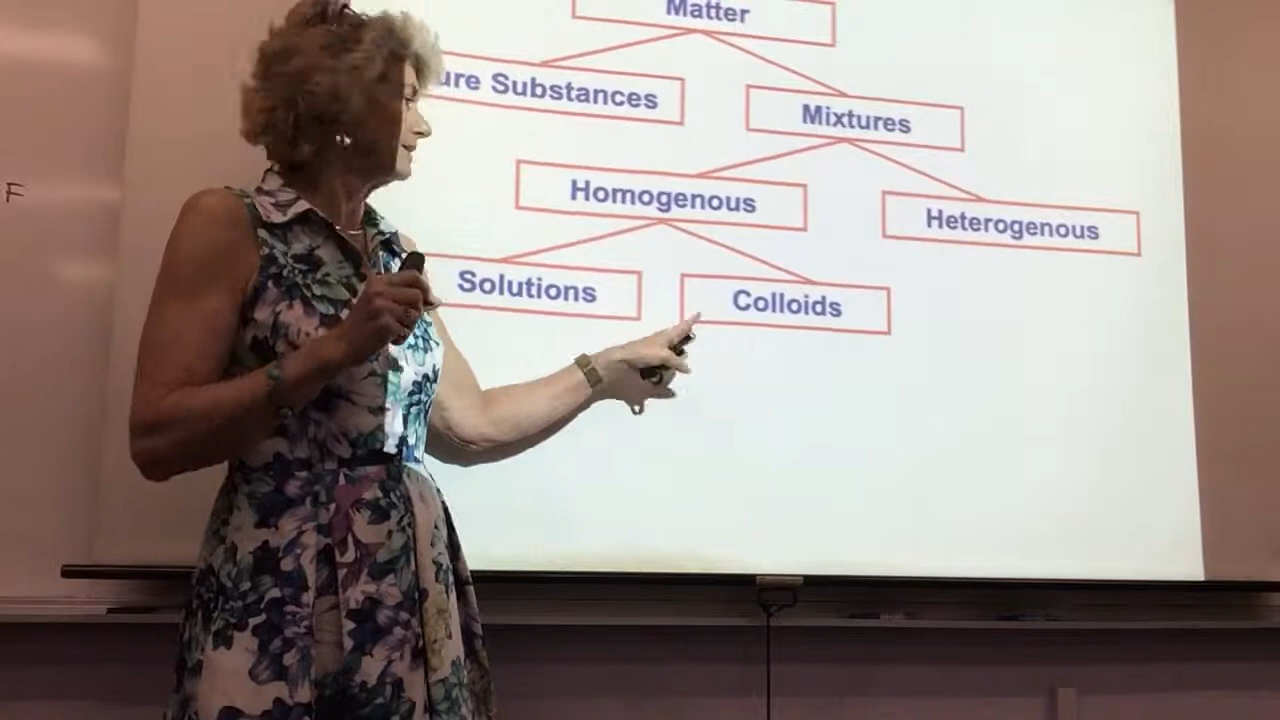 Matter
ure Substances
Mixtures
Homogenous
Heterogenous
Solutions
Colloids
F